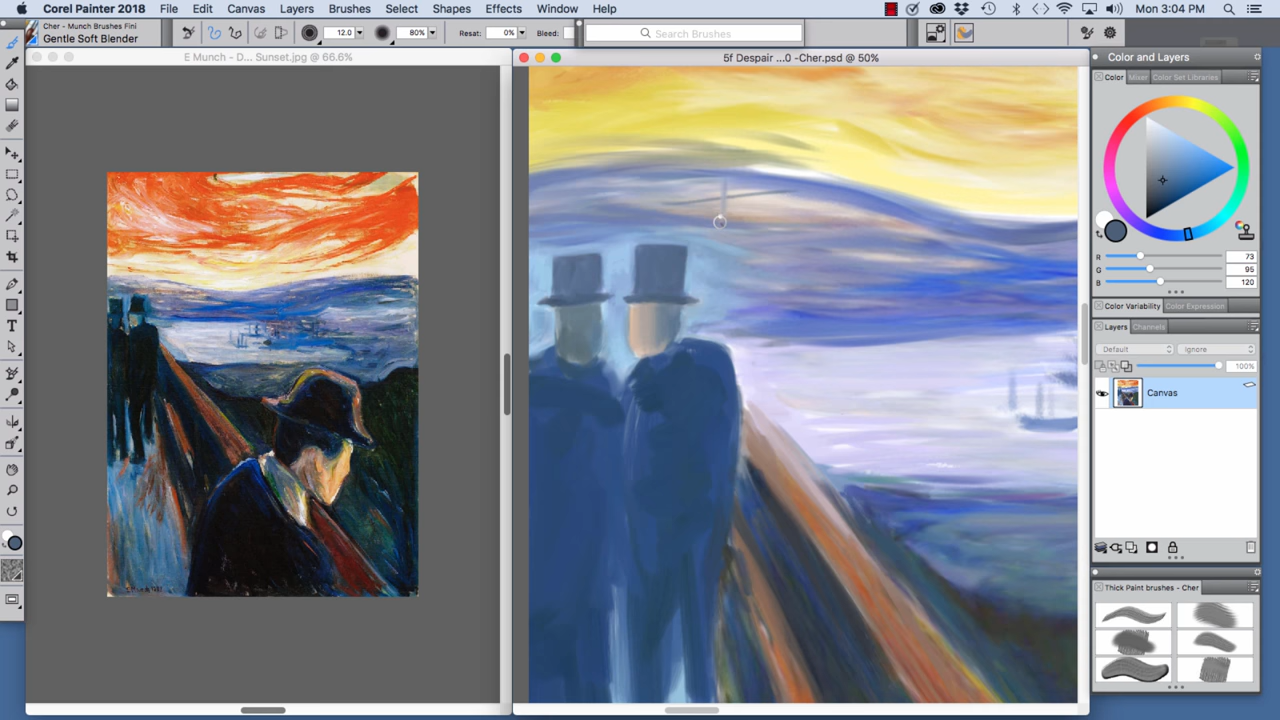 Corel Painter 2018 File Edit Canvas Layers Brushes Select Shapes Effects Window Help Mon 3:04 PM
Cher - Munch Brushes Fini
Gentle Soft Blender
12.0 80% Resat: 0% Bleed: Search Brushes
E Munch - D... Sunset.jpg @ 66.6%
5f Despair ...0 -Cher.psd @ 50%
Color and Layers
Color Mixer Color Set Libraries
R 73
G 95
B 120
Color Variability Color Expression
Layers Channels
Default Ignore
100%
Canvas
Thick Paint brushes - Cher